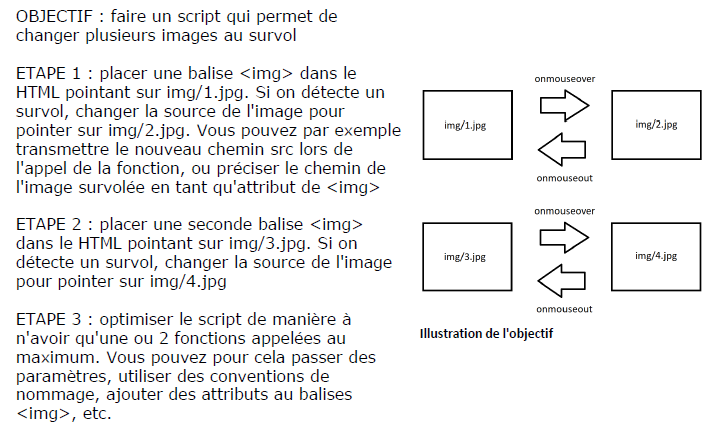 OBJECTIF : faire un script qui permet de
changer plusieurs images au survol
ETAPE 1 : placer une balise <img> dans le
HTML pointant sur img/1.jpg. Si on détecte un
survol, changer la source de l'image pour
pointer sur img/2.jpg. Vous pouvez par exemple
transmettre le nouveau chemin src lors de
l'appel de la fonction, ou préciser le chemin de
l'image survolée en tant qu'attribut de <img>
ETAPE 2 : placer une seconde balise <img>
dans le HTML pointant sur img/3.jpg. Si on
détecte un survol, changer la source de l'image
pour pointer sur img/4.jpg
ETAPE 3 : optimiser le script de manière à
n'avoir qu'une ou 2 fonctions appelées au
maximum. Vous pouvez pour cela passer des
paramètres, utiliser des conventions de
nommage, ajouter des attributs au balises
<img>, etc.
onmouseover
img/1.jpg
img/2.jpg
onmouseout
onmouseover
img/3.jpg
img/4.jpg
onmouseout
Illustration de l'objectif